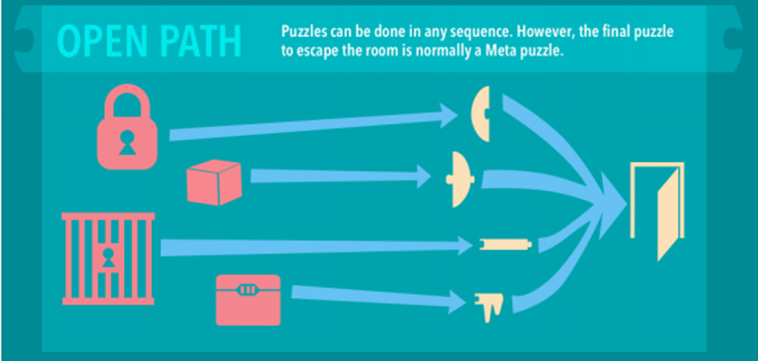 OPEN PATH
Puzzles can be done in any sequence. However, the final puzzle
to escape the room is normally a Meta puzzle.